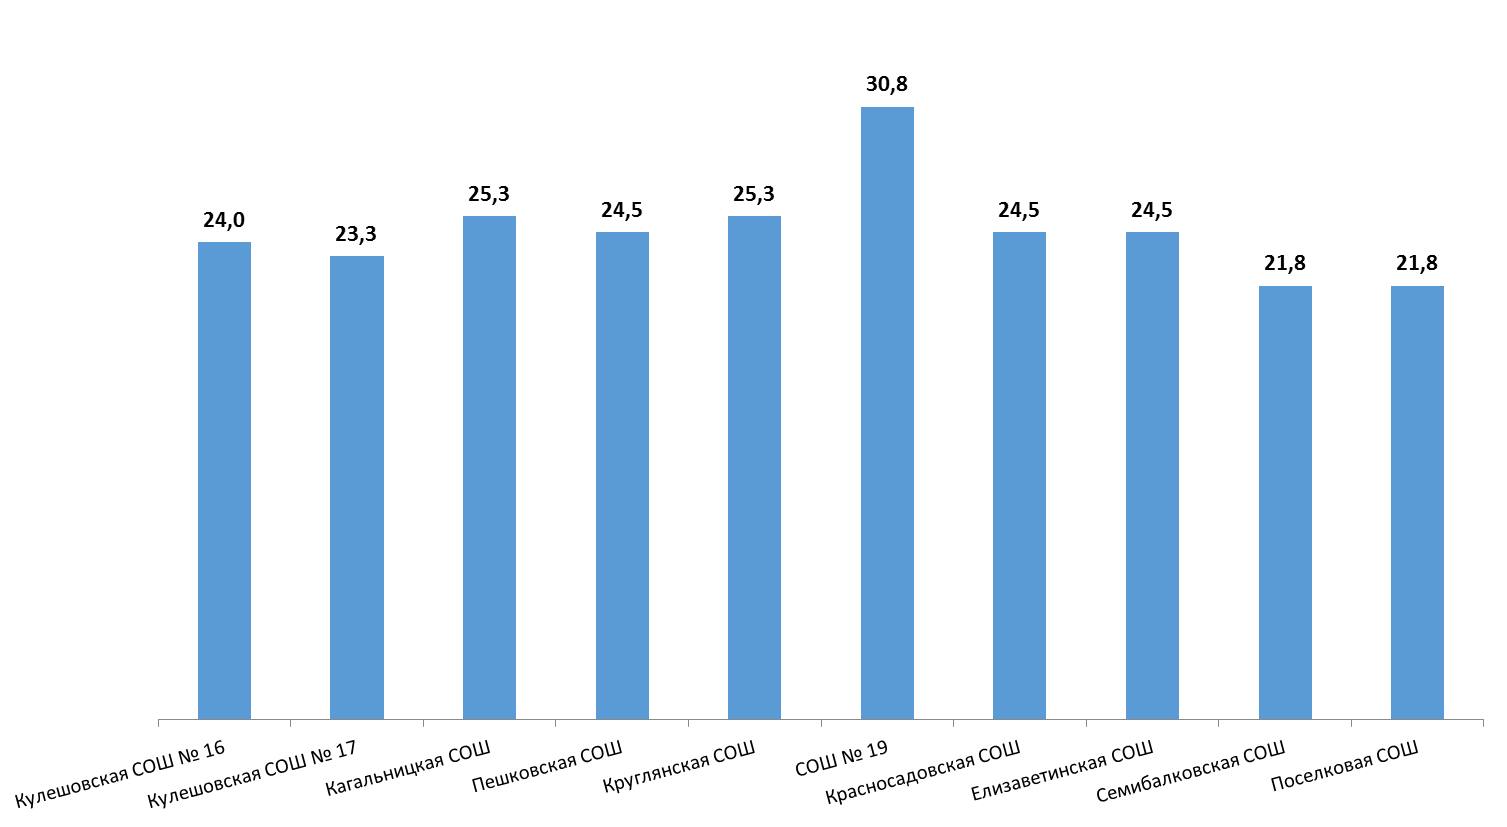 30,8
25,3
25,3
24,0
24,5
24,5
24,5
23,3
21,8
21,8
Кулешовская СОШ № 16
Кулешовская СОШ № 17
Кагальницкая СОШ
Пешковская СОШ
Круглянская СОШ
СОШ № 19
Красносадовская СОШ
Елизаветинская СОШ
Семибалковская СОШ
Поселковая СОШ